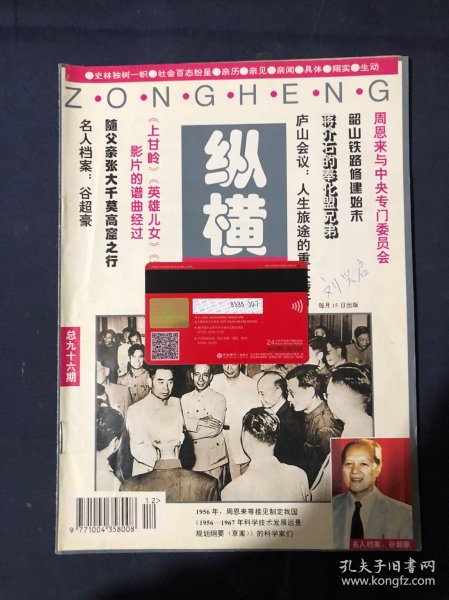 ●史林独树一帜●社会百态纷呈●亲历●亲见●亲闻●具体●翔实●生动
Z·O·N·G·H·E·N·G
周恩来与中央专门委员会
韶山铁路修建始末
蒋介石的奉化盟兄弟
庐山会议：人生旅途的重
纵横
《上甘岭》《英雄儿女》
影片的谱曲经过
随父亲张大千莫高窟之行
名人档案：谷超豪
刘兴启
每月15日出版
总九十六期
1956年，周恩来等接见制定我国
《1956—1967年科学技术发展远景
规划纲要（草案）》的科学家们
名人档案：谷超豪
12>
9 771004 358008
孔夫子旧书网
www.kongfz.com